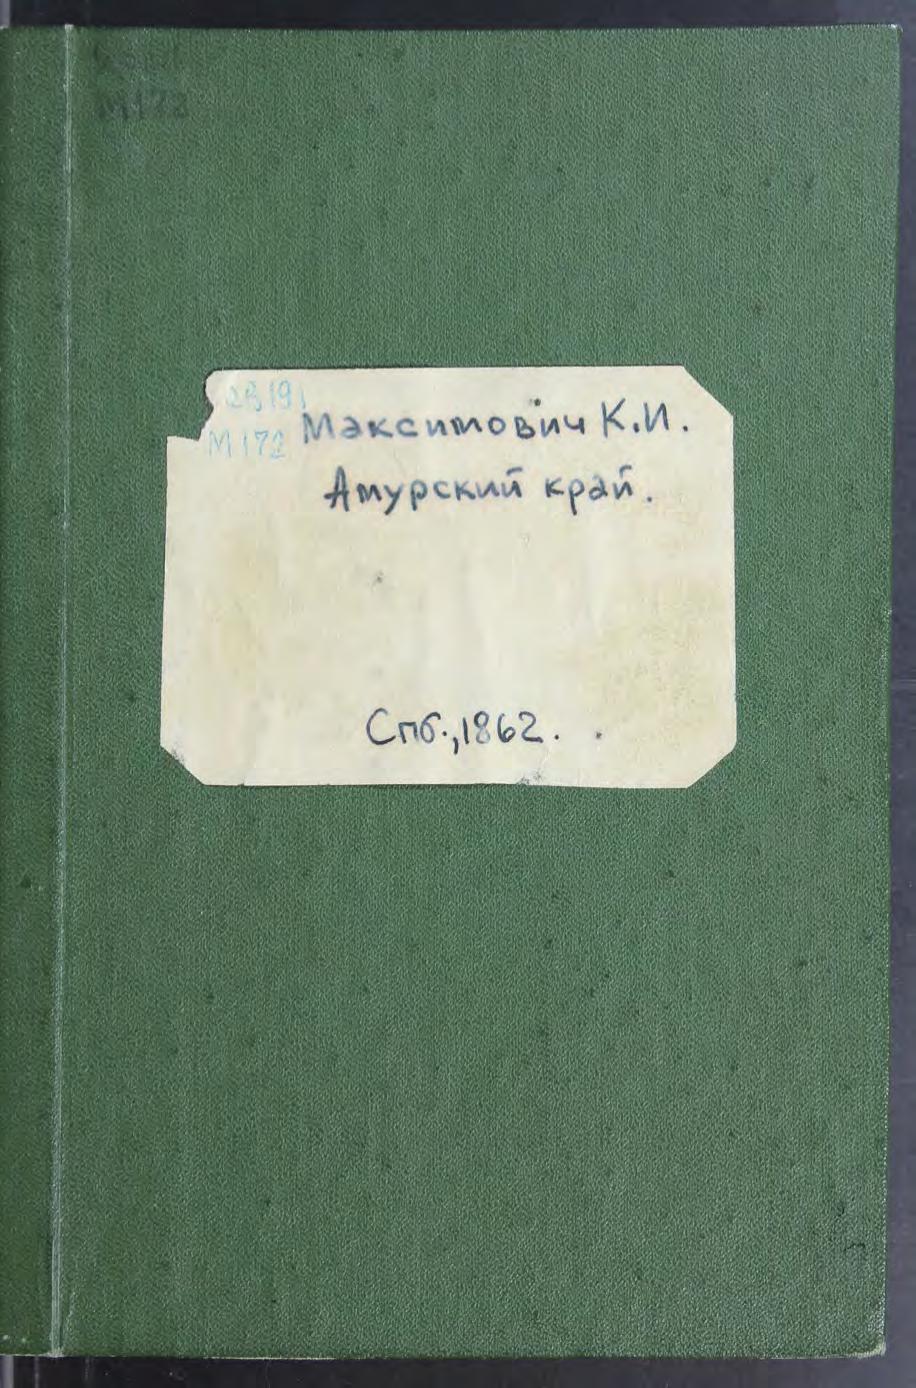 М172
2В191
М172
Максимович К.И.
Амурский край.
Спб., 1862.